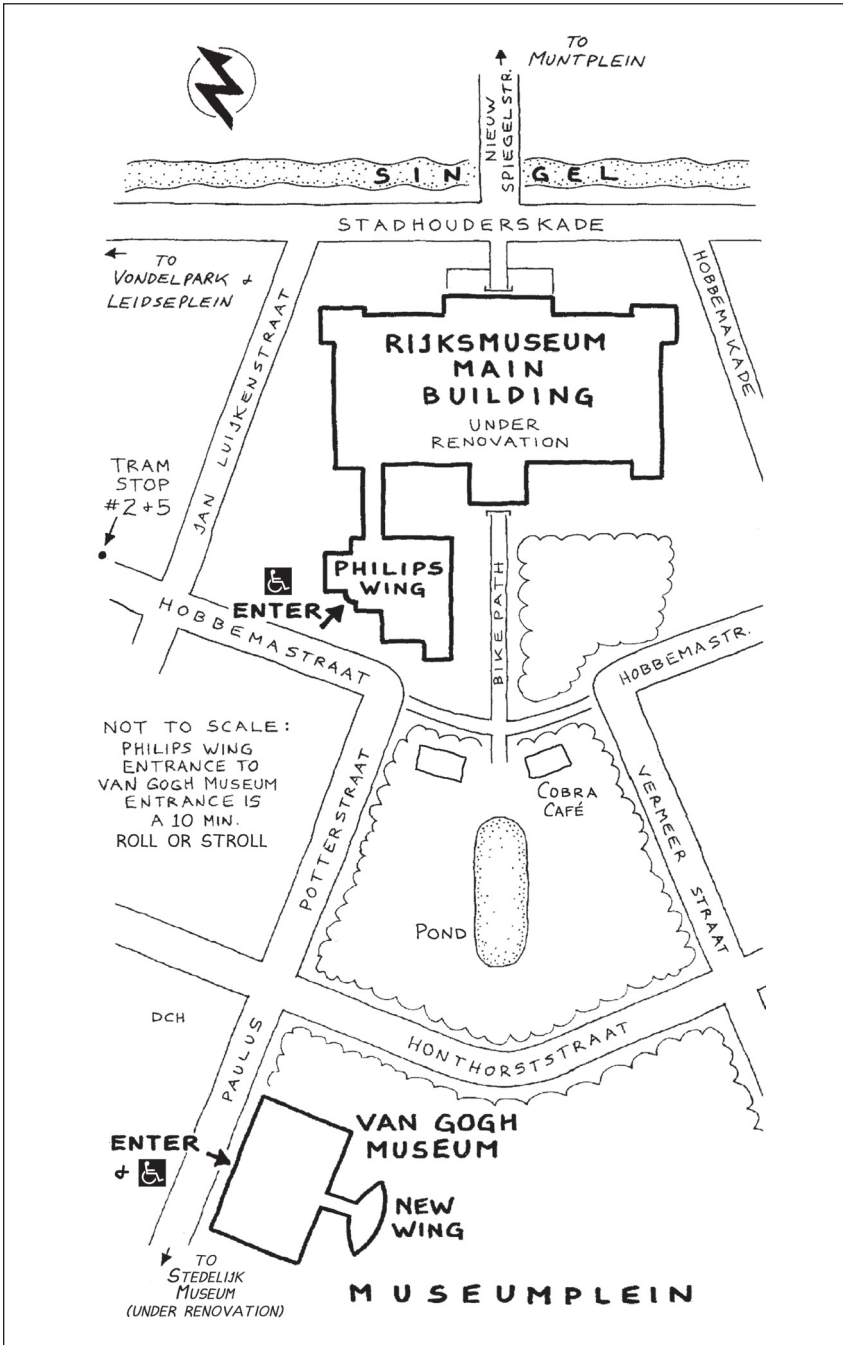 TO
MUNTPLEIN
NIEUW
SPIEGELSTR.
SINGEL
STADHOUDERSKADE
TO
VONDELPARK &
LEIDSEPLEIN
HOBBEMAKADE
JAN LUIJKENSTRAAT
RIJKSMUSEUM
MAIN
BUILDING
UNDER
RENOVATION
TRAM
STOP
#2+5
PHILIPS
WING
ENTER
BIKE PATH
HOBBEMASTRAAT
HOBBEMASTR.
NOT TO SCALE:
PHILIPS WING
ENTRANCE TO
VAN GOGH MUSEUM
ENTRANCE IS
A 10 MIN.
ROLL OR STROLL
POTTERSTRAAT
COBRA
CAFÉ
VERMEER STRAAT
POND
DCH
PAULUS
HONTHORSTSTRAAT
VAN GOGH
MUSEUM
ENTER
&
NEW
WING
TO
STEDELIJK
MUSEUM
(UNDER RENOVATION)
MUSEUMPLEIN